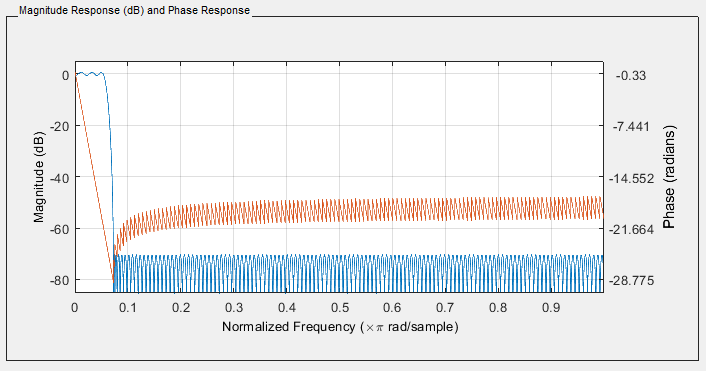 Magnitude Response (dB) and Phase Response
Magnitude (dB)
0
-20
-40
-60
-80
-0.33
-7.441
-14.552
-21.664
-28.775
Phase (radians)
0 0.1 0.2 0.3 0.4 0.5 0.6 0.7 0.8 0.9
Normalized Frequency (×π rad/sample)